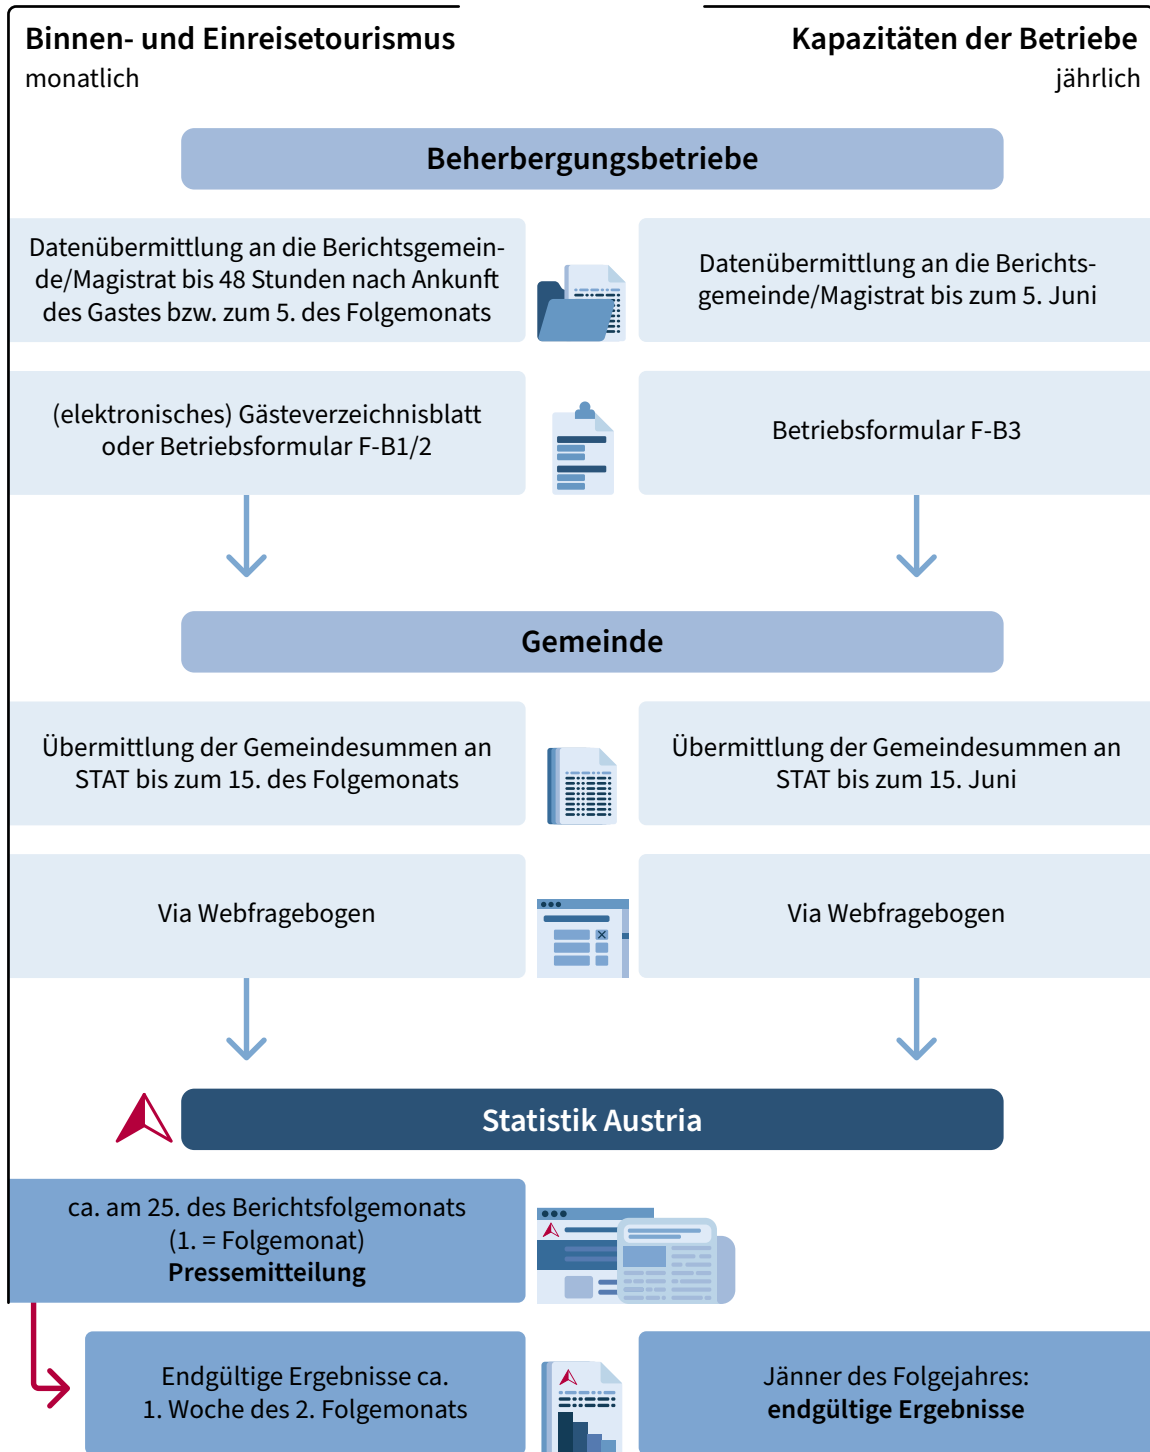 Binnen- und Einreisetourismus
monatlich
Kapazitäten der Betriebe
jährlich
Beherbergungsbetriebe
Datenübermittlung an die Berichtsgemein-
de/Magistrat bis 48 Stunden nach Ankunft
des Gastes bzw. zum 5. des Folgemonats
Datenübermittlung an die Berichts-
gemeinde/Magistrat bis zum 5. Juni
(elektronisches) Gästeverzeichnisblatt
oder Betriebsformular F-B1/2
Betriebsformular F-B3
Gemeinde
Übermittlung der Gemeindesummen an
STAT bis zum 15. des Folgemonats
Übermittlung der Gemeindesummen an
STAT bis zum 15. Juni
Via Webfragebogen
Via Webfragebogen
Statistik Austria
ca. am 25. des Berichtsfolgemonats
(1. = Folgemonat)
Pressemitteilung
Endgültige Ergebnisse ca.
1. Woche des 2. Folgemonats
Jänner des Folgejahres:
endgültige Ergebnisse